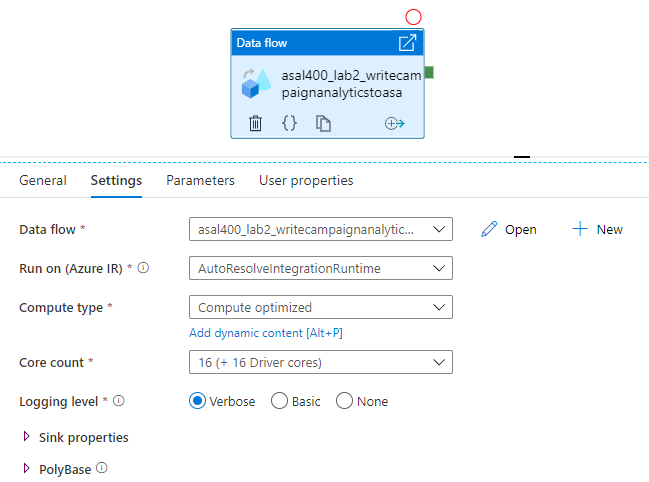 Data flow
asal400_lab2_writecam
paignanalyticstoasa
General Settings Parameters User properties
Data flow * asal400_lab2_writecampaignanalytic... Open New
Run on (Azure IR) * AutoResolveIntegrationRuntime
Compute type * Compute optimized
Add dynamic content [Alt+P]
Core count * 16 (+ 16 Driver cores)
Logging level * Verbose Basic None
Sink properties
PolyBase